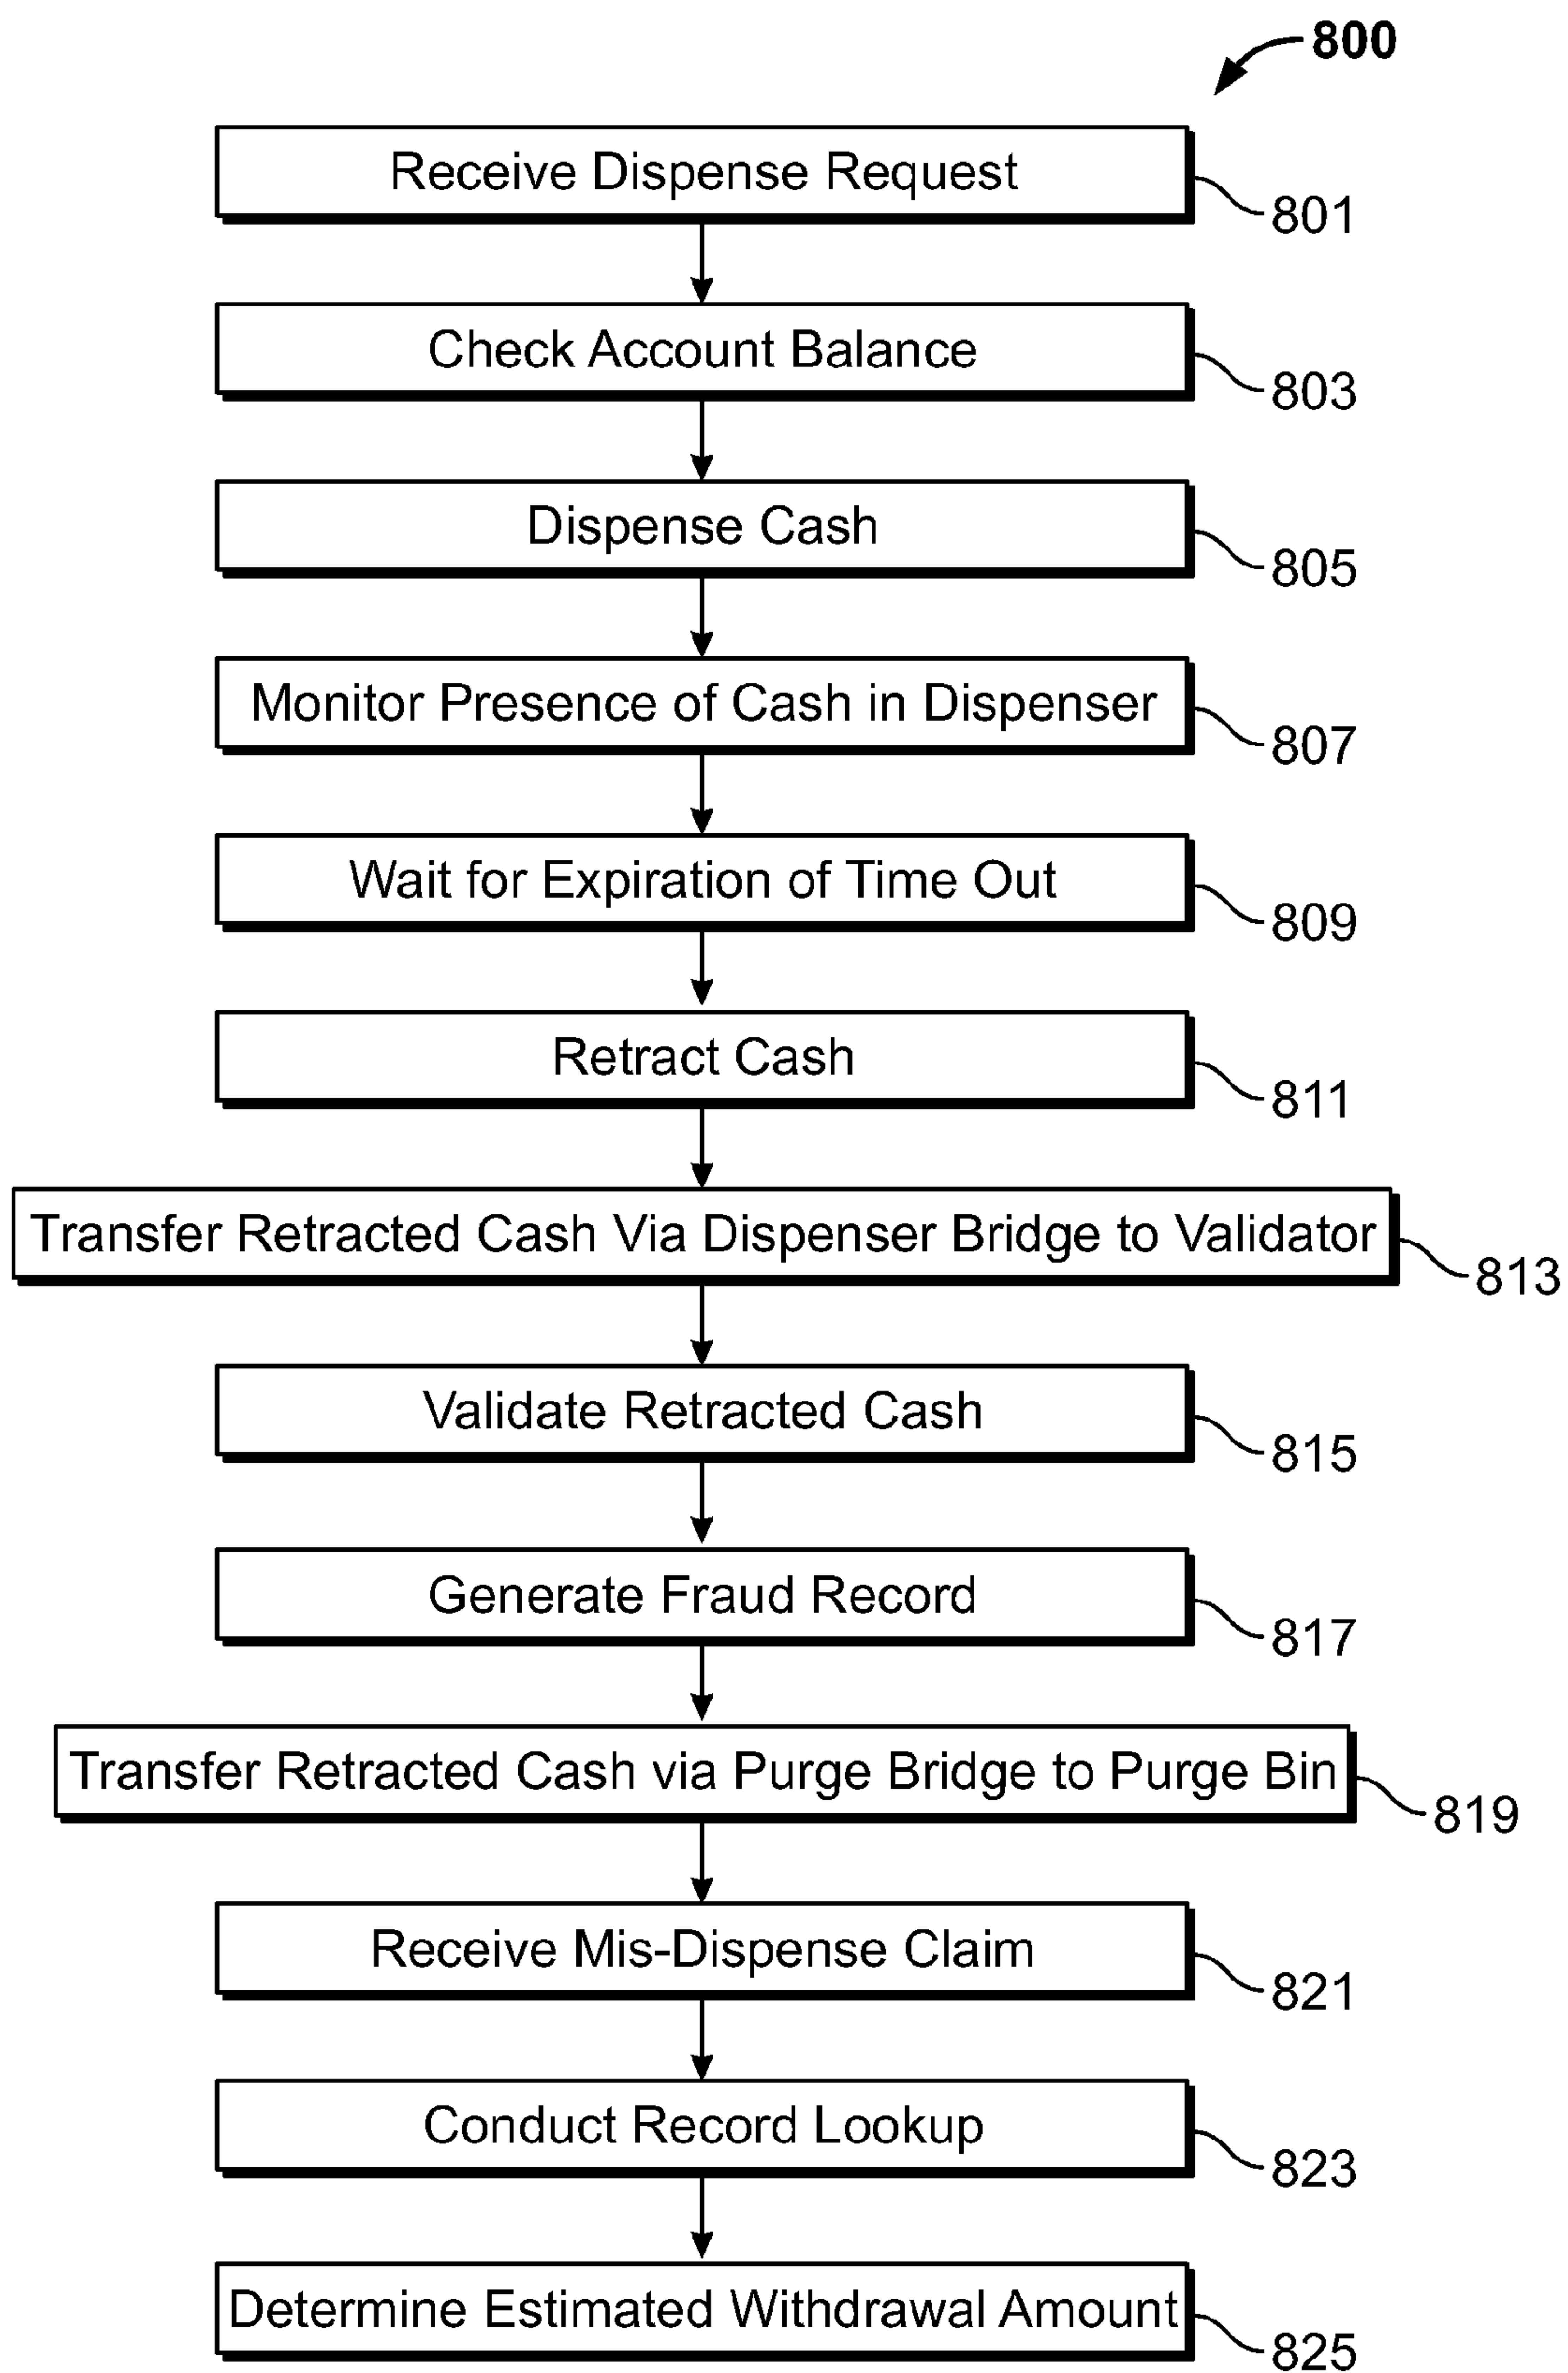 800
Receive Dispense Request
801
Check Account Balance
803
Dispense Cash
805
Monitor Presence of Cash in Dispenser
807
Wait for Expiration of Time Out
809
Retract Cash
811
Transfer Retracted Cash Via Dispenser Bridge to Validator
813
Validate Retracted Cash
815
Generate Fraud Record
817
Transfer Retracted Cash via Purge Bridge to Purge Bin
819
Receive Mis-Dispense Claim
821
Conduct Record Lookup
823
Determine Estimated Withdrawal Amount
825